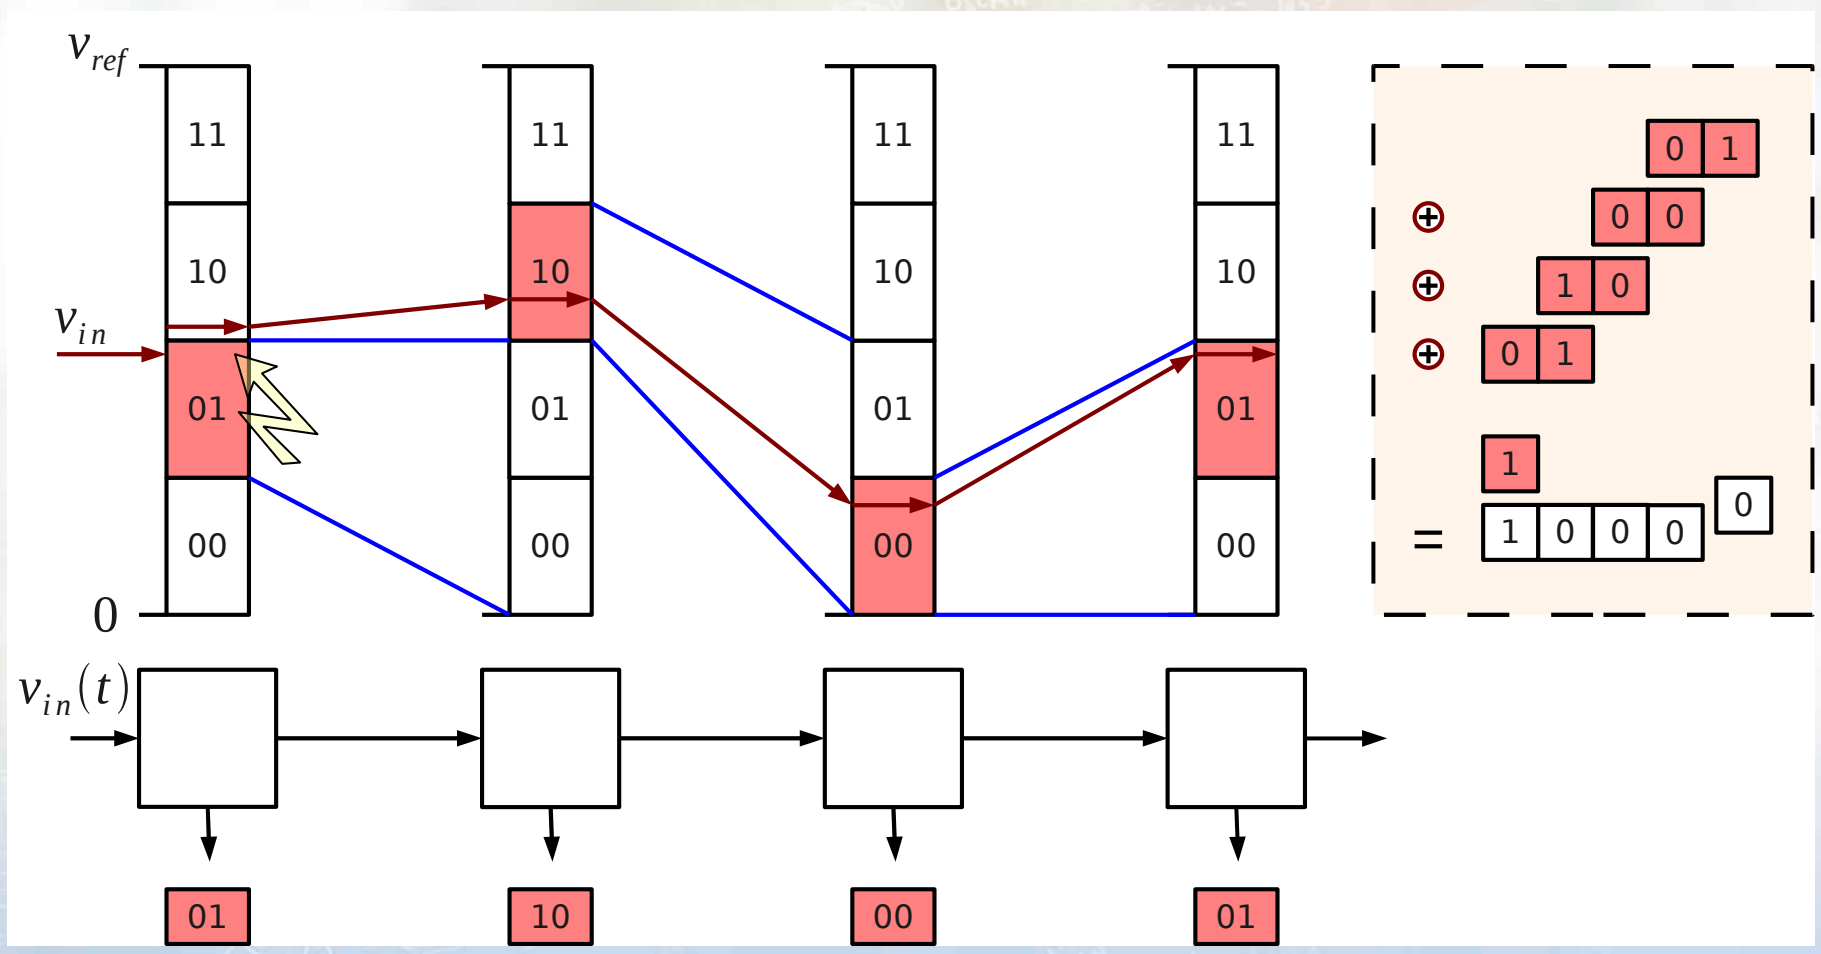 v_ref
11 11 11 11
0 1
0 0
10 10 10 10
1 0
v_in
0 1
01 01 01 01
1
0
= 1 0 0 0
00 00 00 00
0
v_in(t)
01 10 00 01